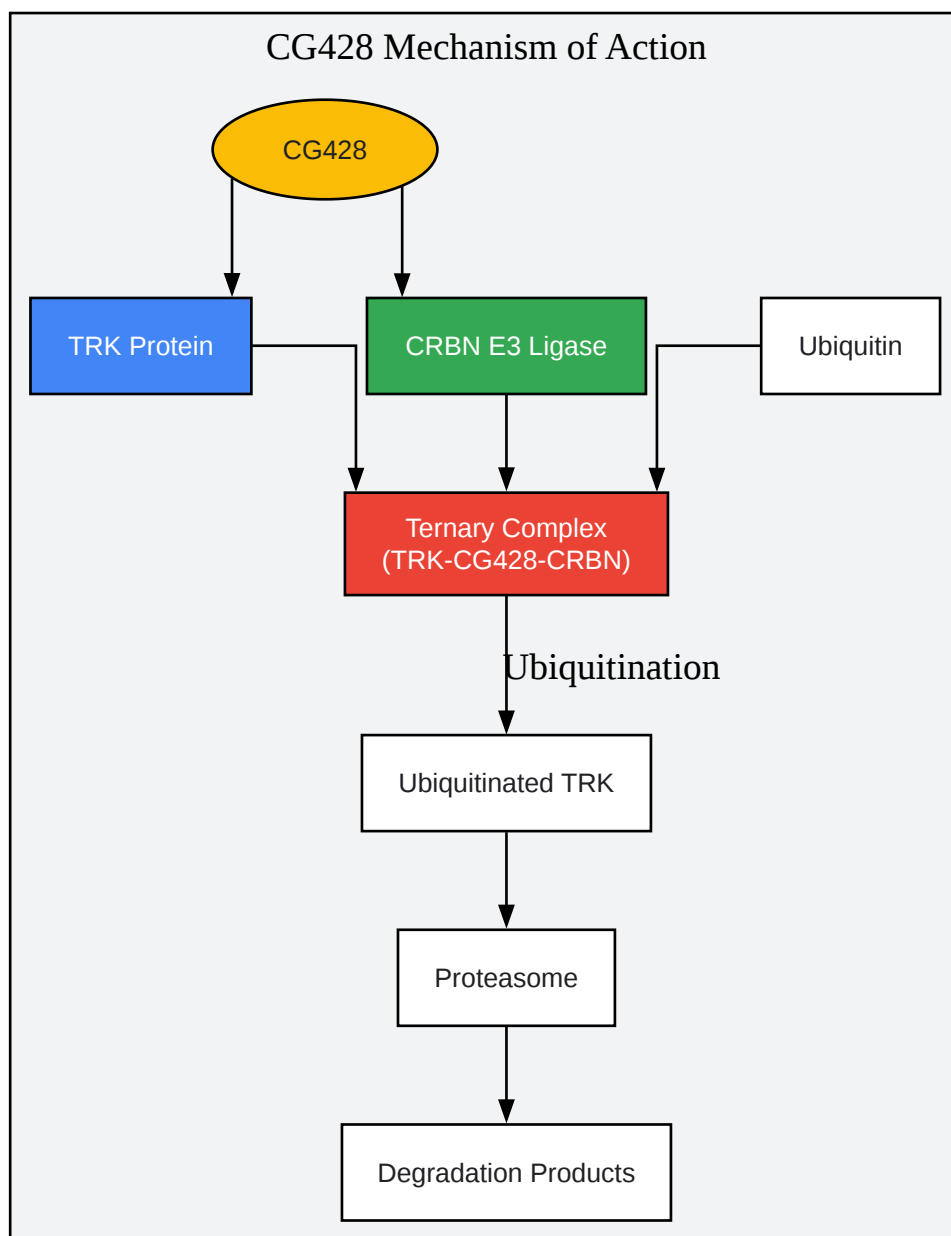 CG428 Mechanism of Action
CG428
TRK Protein
CRBN E3 Ligase
Ubiquitin
Ternary Complex
(TRK-CG428-CRBN)
Ubiquitination
Ubiquitinated TRK
Proteasome
Degradation Products